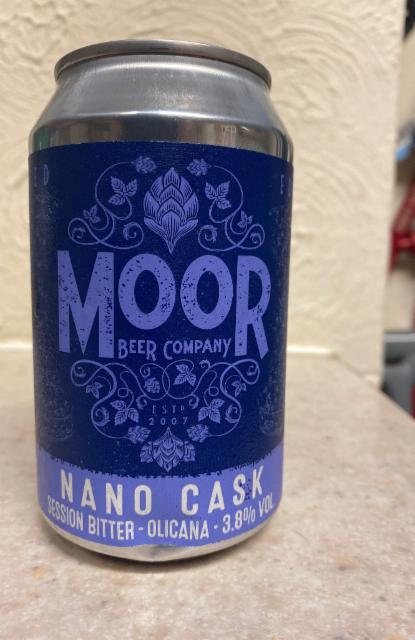 MOOR
BEER COMPANY
ESTD
2007
NANO CASK
SESSION BITTER - OLICANA - 3.8% VOL